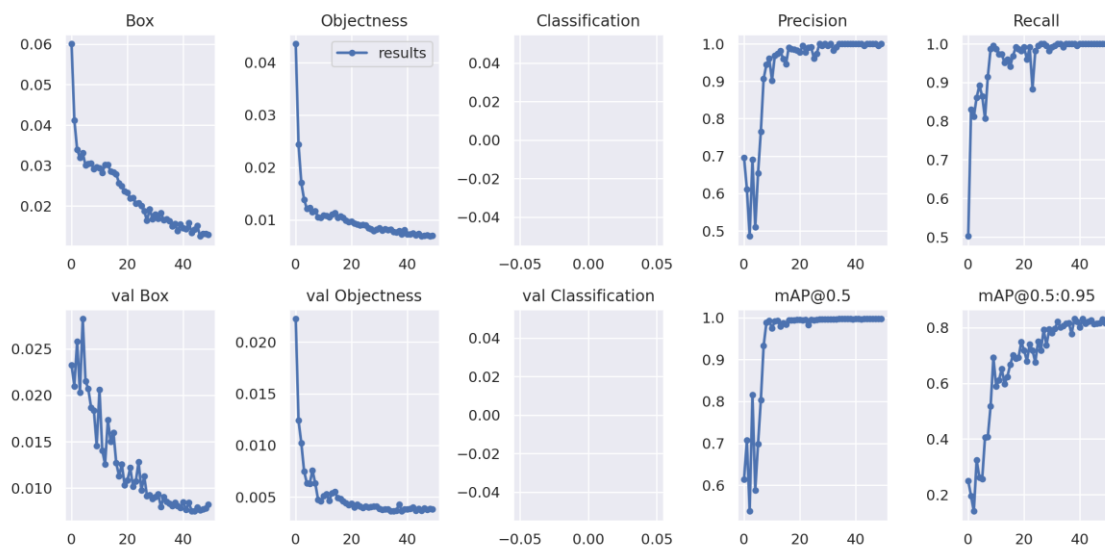 Box
0.06
0.05
0.04
0.03
0.02
0 20 40
Objectness
results
0.04
0.03
0.02
0.01
0 20 40
Classification
0.04
0.02
0.00
−0.02
−0.04
−0.05 0.00 0.05
Precision
1.0
0.9
0.8
0.7
0.6
0.5
0 20 40
Recall
1.0
0.9
0.8
0.7
0.6
0.5
0 20 40
val Box
0.025
0.020
0.015
0.010
0 20 40
val Objectness
0.020
0.015
0.010
0.005
0 20 40
val Classification
0.04
0.02
0.00
−0.02
−0.04
−0.05 0.00 0.05
mAP@0.5
1.0
0.9
0.8
0.7
0.6
0 20 40
mAP@0.5:0.95
0.8
0.6
0.4
0.2
0 20 40